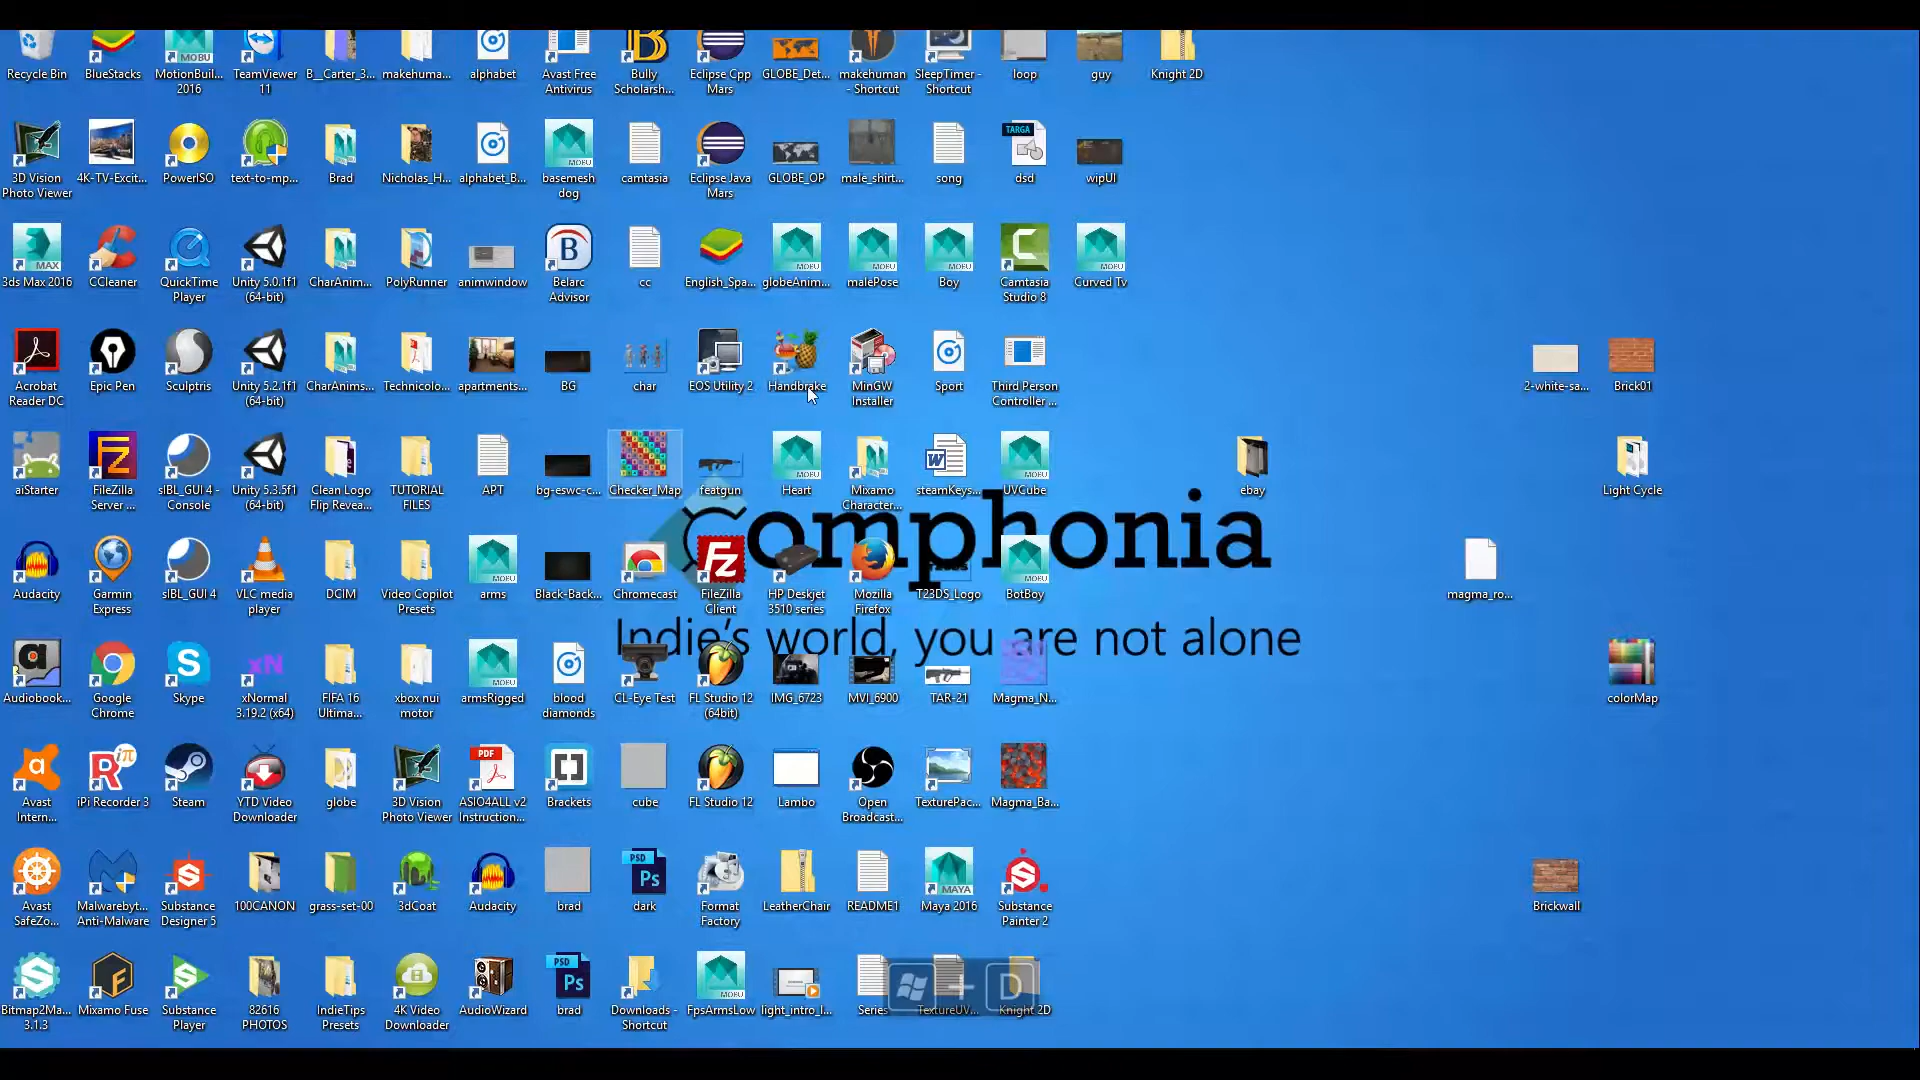 Recycle Bin
BlueStacks
MotionBuil...
2016
TeamViewer
11
B__Carter_3...
makehuma...
alphabet
Avast Free
Antivirus
Bully
Scholarsh...
Eclipse Cpp
Mars
GLOBE_Det...
makehuman
- Shortcut
SleepTimer -
Shortcut
loop
guy
Knight 2D
3D Vision
Photo Viewer
4K-TV-Excit...
PowerISO
text-to-mp...
Brad
Nicholas_H...
alphabet_B...
basemesh
dog
camtasia
Eclipse Java
Mars
GLOBE_OP
male_shirt...
song
dsd
wipUI
3ds Max 2016
CCleaner
QuickTime
Player
Unity 5.0.1f1
(64-bit)
CharAnim...
PolyRunner
animwindow
Belarc
Advisor
cc
English_Spa...
globeAnim...
malePose
Boy
Camtasia
Studio 8
Curved Tv
Acrobat
Reader DC
Epic Pen
Sculptris
Unity 5.2.1f1
(64-bit)
CharAnims...
Technicolo...
apartments...
BG
char
EOS Utility 2
Handbrake
MinGW
Installer
Sport
Third Person
Controller ...
2-white-sa...
Brick01
aiStarter
FileZilla
Server ...
sIBL_GUI 4 -
Console
Unity 5.3.5f1
(64-bit)
Clean Logo
Flip Revea...
TUTORIAL
FILES
APT
bg-eswc-c...
Checker_Map
featgun
Heart
Mixamo
Character...
steamKeys...
UVCube
ebay
Light Cycle
Comphonia
Indie's world, you are not alone
Audacity
Garmin
Express
sIBL_GUI 4
VLC media
player
DCIM
Video Copilot
Presets
arms
Black-Back...
Chromecast
FileZilla
Client
HP Deskjet
3510 series
Mozilla
Firefox
T23DS_Logo
BotBoy
magma_ro...
Audiobook...
Google
Chrome
Skype
xNormal
3.19.2 (x64)
FIFA 16
Ultima...
xbox nui
motor
armsRigged
blood
diamonds
CL-Eye Test
FL Studio 12
(64bit)
IMG_6723
MVI_6900
TAR-21
Magma_N...
colorMap
Avast
Intern...
iPi Recorder 3
Steam
YTD Video
Downloader
globe
3D Vision
Photo Viewer
ASIO4ALL v2
Instruction...
Brackets
cube
FL Studio 12
Lambo
Open
Broadcast...
TexturePac...
Magma_Ba...
Avast
SafeZo...
Malwarebyt...
Anti-Malware
Substance
Designer 5
100CANON
grass-set-00
3dCoat
Audacity
brad
dark
Format
Factory
LeatherChair
README1
Maya 2016
Substance
Painter 2
Brickwall
Bitmap2Ma...
3.1.3
Mixamo Fuse
Substance
Player
82616
PHOTOS
IndieTips
Presets
4K Video
Downloader
AudioWizard
brad
Downloads -
Shortcut
FpsArmsLow
light_intro_l...
Series
TextureUV...
Knight 2D
+ D